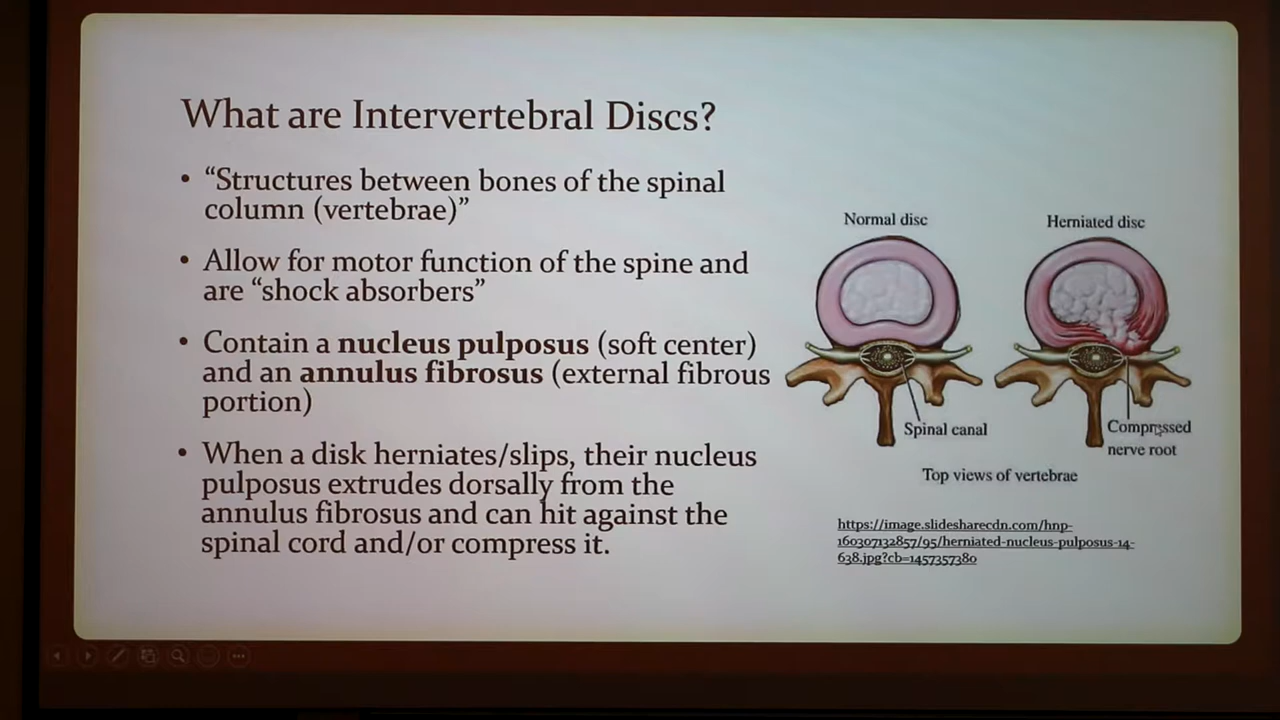 What are Intervertebral Discs?
• “Structures between bones of the spinal
column (vertebrae)”
• Allow for motor function of the spine and
are “shock absorbers”
• Contain a nucleus pulposus (soft center)
and an annulus fibrosus (external fibrous
portion)
• When a disk herniates/slips, their nucleus
pulposus extrudes dorsally from the
annulus fibrosus and can hit against the
spinal cord and/or compress it.
Normal disc
Herniated disc
Spinal canal
Compressed
nerve root
Top views of vertebrae
https://image.slidesharecdn.com/hnp-
160307132857/95/herniated-nucleus-pulposus-14-
638.jpg?cb=1457357380